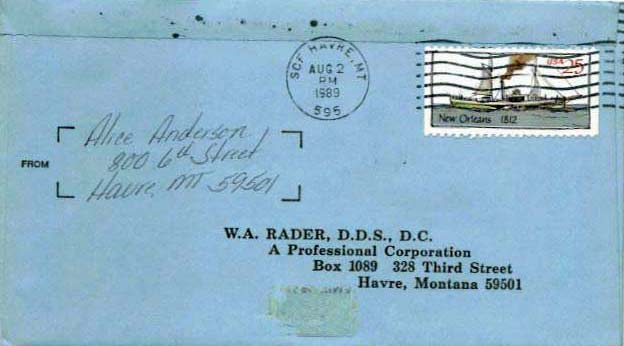 SCF HAVRE, MT
AUG 2
PM
1989
595
USA 25
New Orleans 1812
FROM
Alice Anderson
800 6th Street
Havre, MT 59501
W.A. RADER, D.D.S., D.C.
A Professional Corporation
Box 1089 328 Third Street
Havre, Montana 59501